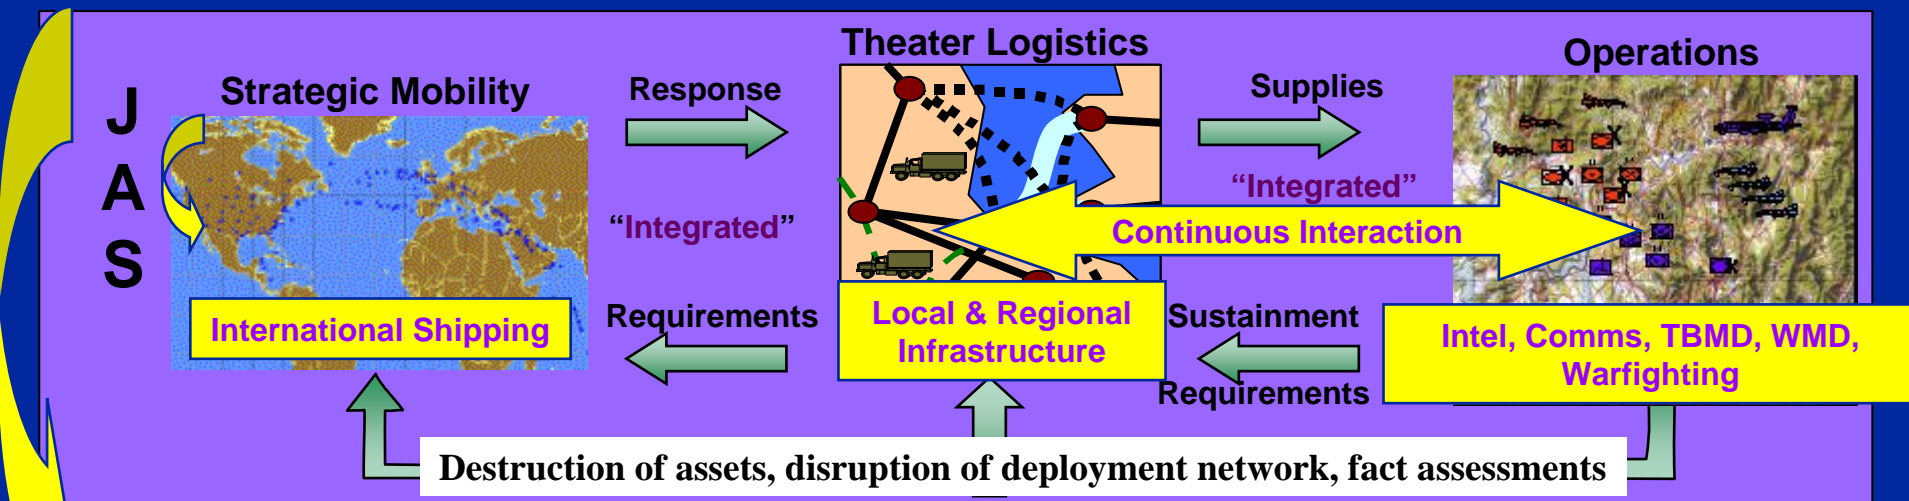 Theater Logistics
Operations
Strategic Mobility
Response
Supplies
J
A
S
"Integrated"
"Integrated"
Continuous Interaction
International Shipping
Requirements
Local & Regional
Infrastructure
Sustainment
Requirements
Intel, Comms, TBMD, WMD,
Warfighting
Destruction of assets, disruption of deployment network, fact assessments